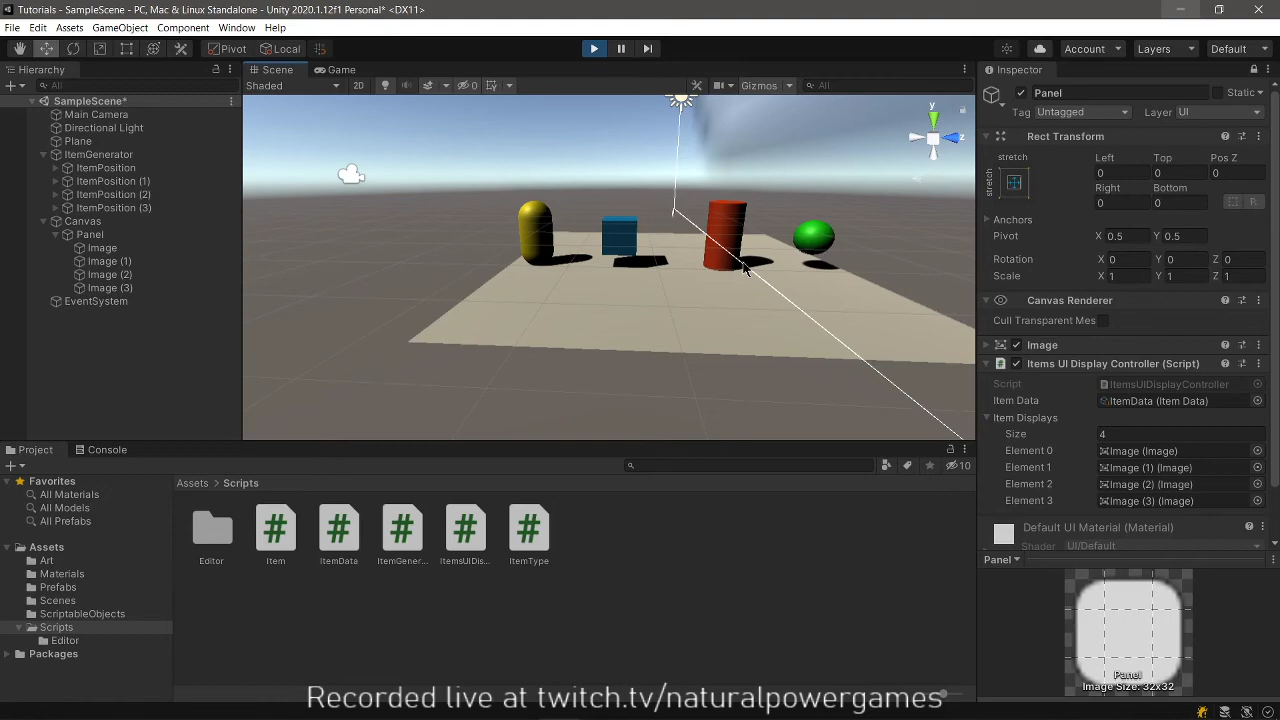 Tutorials - SampleScene - PC, Mac & Linux Standalone - Unity 2020.1.12f1 Personal* <DX11>
File Edit Assets GameObject Component Window Help
Pivot Local Account Layers Default
Hierarchy Scene Game Inspector
All Shaded 2D 0 Gizmos All Panel Static
SampleScene*
Tag Untagged Layer UI
Main Camera
Directional Light
Plane
ItemGenerator
ItemPosition
ItemPosition (1)
ItemPosition (2)
ItemPosition (3)
Canvas
Panel
Image
Image (1)
Image (2)
Image (3)
EventSystem
y
z
Rect Transform
stretch Left Top Pos Z
stretch 0 0 0
Right Bottom
0 0 R
Anchors
Pivot X 0.5 Y 0.5
Rotation X 0 Y 0 Z 0
Scale X 1 Y 1 Z 1
Canvas Renderer
Cull Transparent Mes
Image
# Items UI Display Controller (Script)
Script ItemsUIDisplayController
Item Data ItemData (Item Data)
Item Displays
Size 4
Element 0 Image (Image)
Element 1 Image (1) (Image)
Element 2 Image (2) (Image)
Element 3 Image (3) (Image)
Default UI Material (Material)
Shader UI/Default
Panel
Panel
Image Size: 32x32
Project Console
10
Favorites
All Materials
All Models
All Prefabs
Assets
Art
Materials
Prefabs
Scenes
ScriptableObjects
Scripts
Editor
Packages
Assets Scripts
# # # # #
Editor Item ItemData ItemGener... ItemsUIDis... ItemType
Recorded live at twitch.tv/naturalpowergames